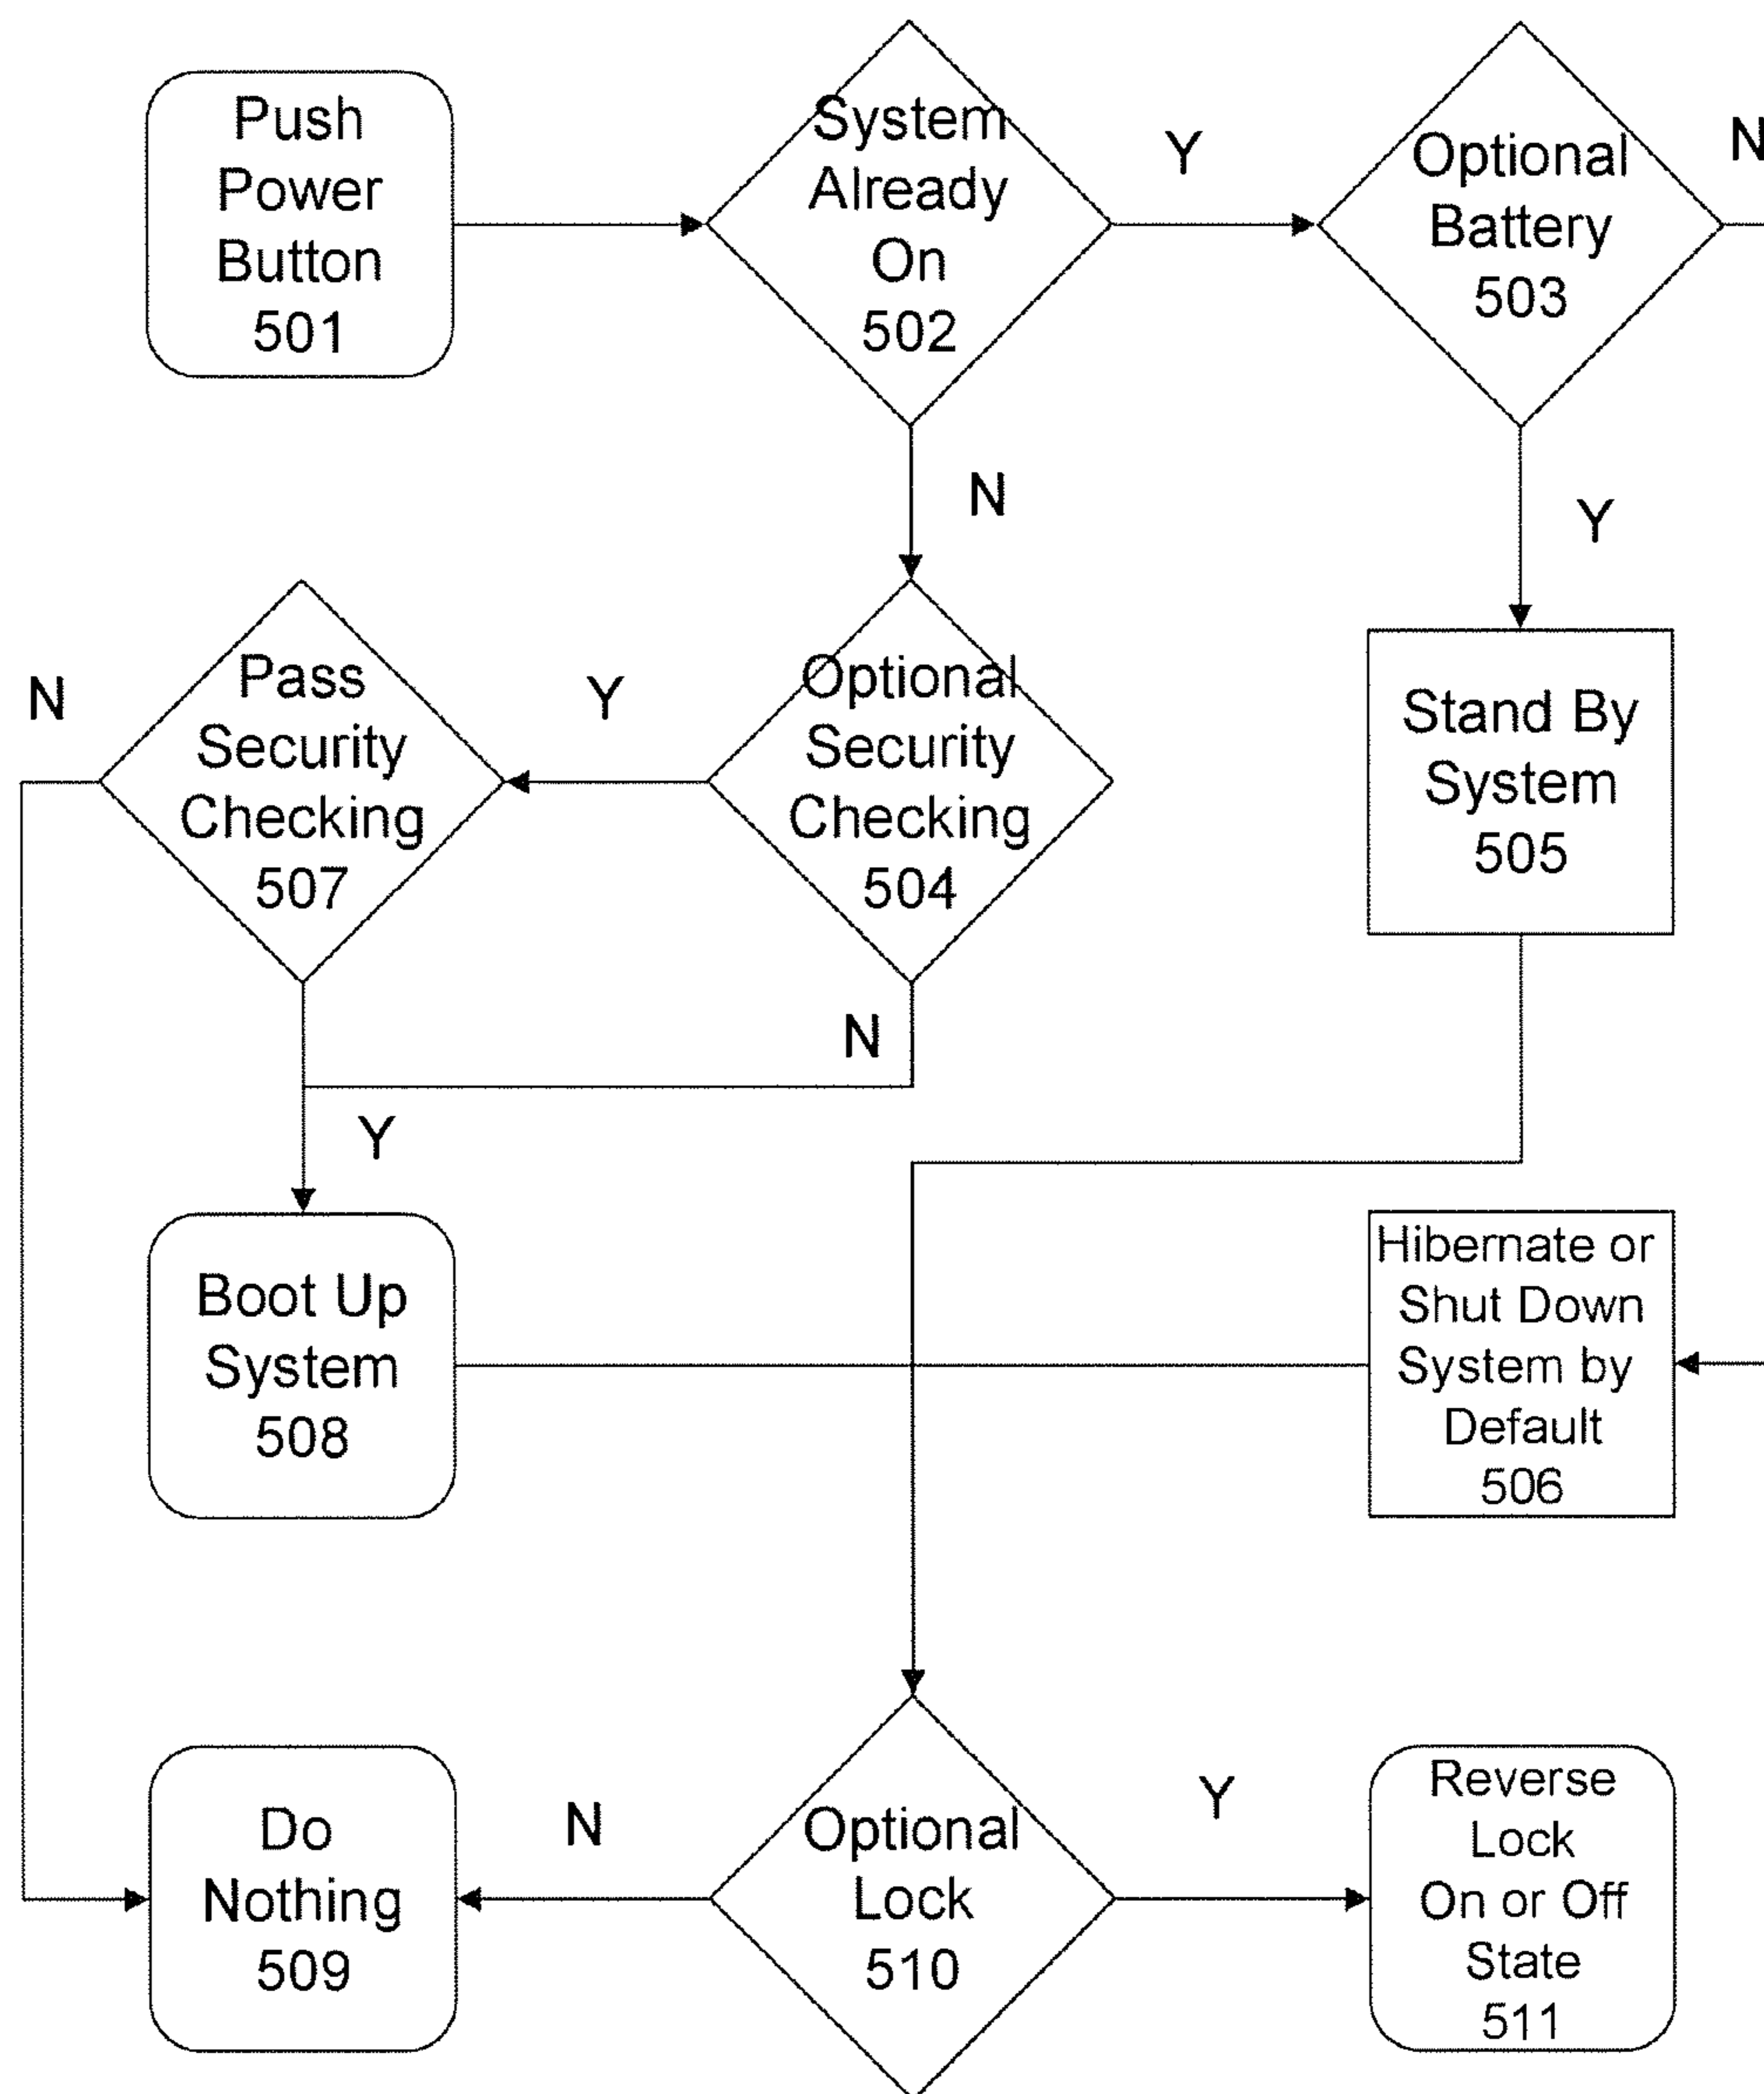 Push
Power
Button
501
System
Already
On
502
Y
Optional
Battery
503
N
N
Y
N
Pass
Security
Checking
507
Y
Optional
Security
Checking
504
Stand By
System
505
N
Y
Boot Up
System
508
Hibernate or
Shut Down
System by
Default
506
Do
Nothing
509
N
Optional
Lock
510
Y
Reverse
Lock
On or Off
State
511